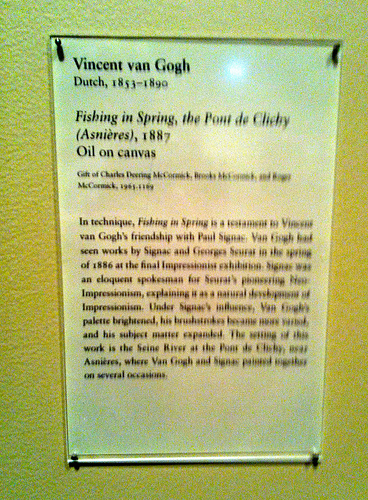 Vincent van Gogh
Dutch, 1853–1890
Fishing in Spring, the Pont de Clichy
(Asnières), 1887
Oil on canvas
Gift of Charles Deering McCormick, Brooks McCormick, and Roger
McCormick, 1965.1169
In technique, Fishing in Spring is a testament to Vincent
van Gogh's friendship with Paul Signac. Van Gogh had
seen works by Signac and Georges Seurat in the spring
of 1886 at the final Impressionist exhibition. Signac was
an eloquent spokesman for Seurat's pioneering Neo-
Impressionism, explaining it as a natural development of
Impressionism. Under Signac's influence, Van Gogh's
palette brightened, his brushstrokes became more varied,
and his subject matter expanded. The setting of this
work is the Seine River at the Pont de Clichy, near
Asnières, where Van Gogh and Signac painted together
on several occasions.